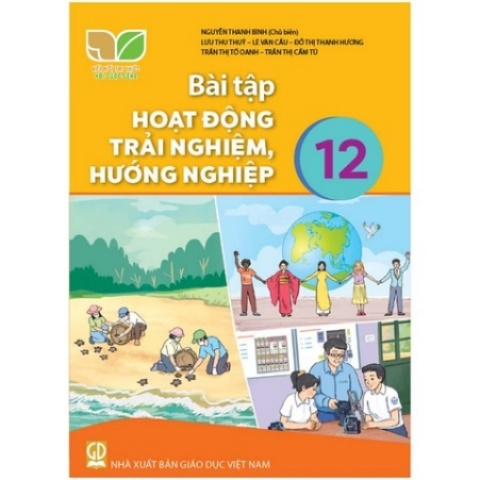 NGUYỄN THANH BÌNH (Chủ biên)
LƯU THU THUỶ – LÊ VĂN CẦU – ĐỖ THỊ THANH HƯƠNG
TRẦN THỊ TỐ OANH – TRẦN THỊ CẨM TÚ
KẾT NỐI TRI THỨC
VỚI CUỘC SỐNG
Bài tập
HOẠT ĐỘNG
TRẢI NGHIỆM,
HƯỚNG NGHIỆP
12
GD
NHÀ XUẤT BẢN GIÁO DỤC VIỆT NAM